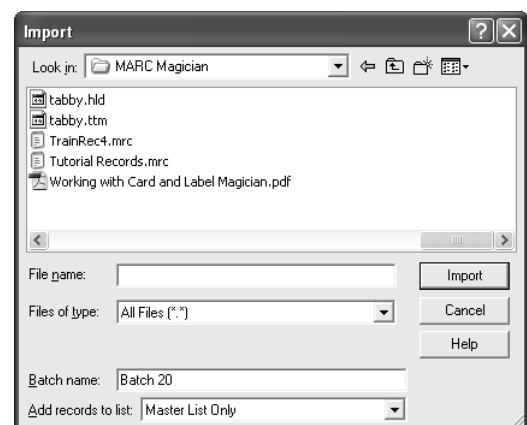 Import
Look in: MARC Magician
tabby.hld
tabby.ttm
TrainRec4.mrc
Tutorial Records.mrc
Working with Card and Label Magician.pdf
File name: Import
Files of type: All Files (*.*) Cancel
Help
Batch name: Batch 20
Add records to list: Master List Only